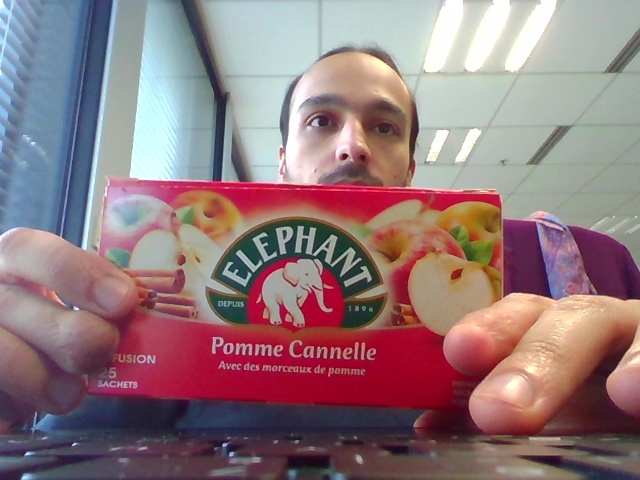 ELEPHANT
DEPUIS 1896
Pomme Cannelle
Avec des morceaux de pomme
FUSION
25
SACHETS